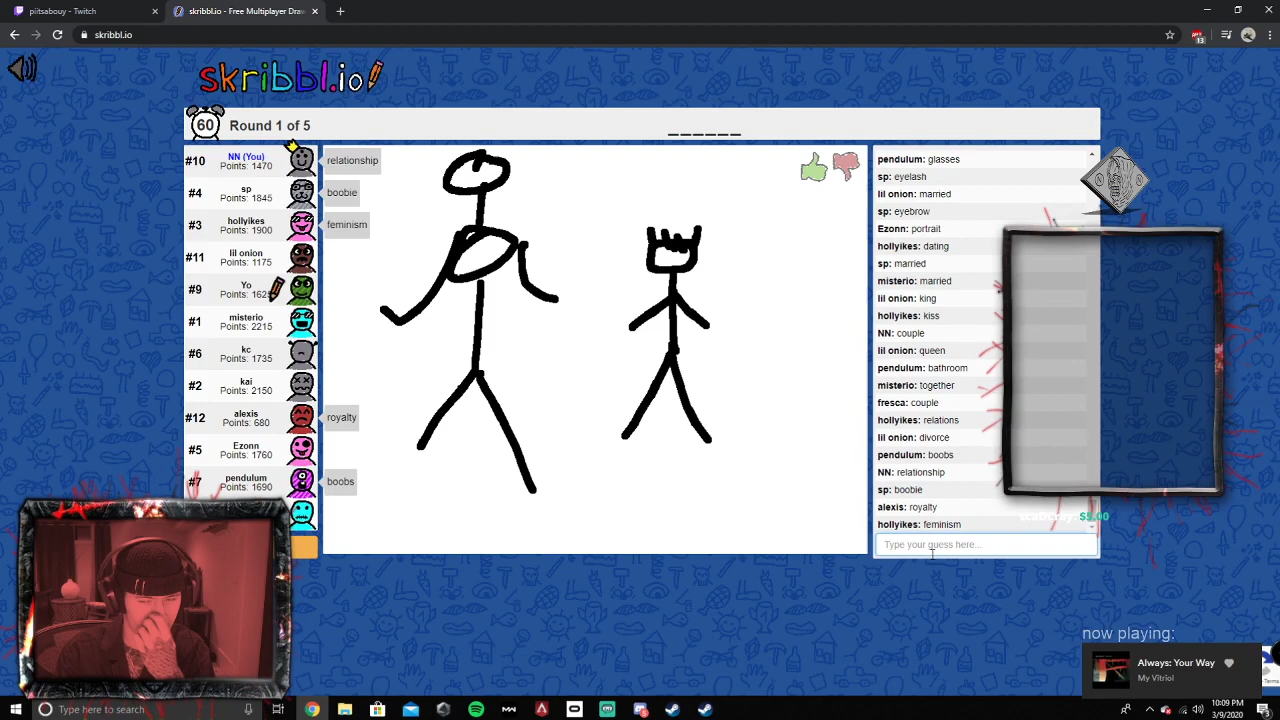 piitsabouy - Twitch
skribbl.io - Free Multiplayer Draw
skribbl.io
13
skribbl.io
60
Round 1 of 5
______
#10
NN (You)
Points: 1470
#4
sp
Points: 1845
#3
hollyikes
Points: 1900
#11
lil onion
Points: 1175
#9
Yo
#1
misterio
Points: 2215
#6
kc
Points: 1735
#2
kai
Points: 2150
#12
alexis
Points: 680
#5
Ezonn
Points: 1760
#7
pendulum
Points: 1690
relationship
boobie
feminism
royalty
boobs
pendulum: glasses
sp: eyelash
lil onion: married
sp: eyebrow
Ezonn: portrait
hollyikes: dating
sp: married
misterio: married
lil onion: king
hollyikes: kiss
NN: couple
lil onion: queen
pendulum: bathroom
misterio: together
fresca: couple
hollyikes: relations
lil onion: divorce
pendulum: boobs
NN: relationship
sp: boobie
alexis: royalty
hollyikes: feminism
Type your guess here...
$5.00
now playing:
Always: Your Way
My Vitriol
Type here to search
10:09 PM
3/9/2020